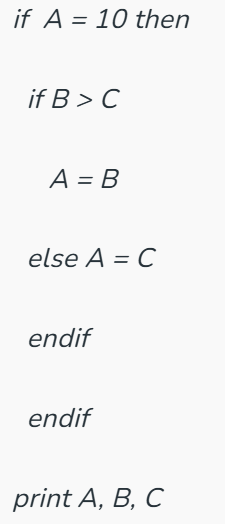 if A = 10 then
if B > C
A = B
else A = C
endif
endif
print A, B, C